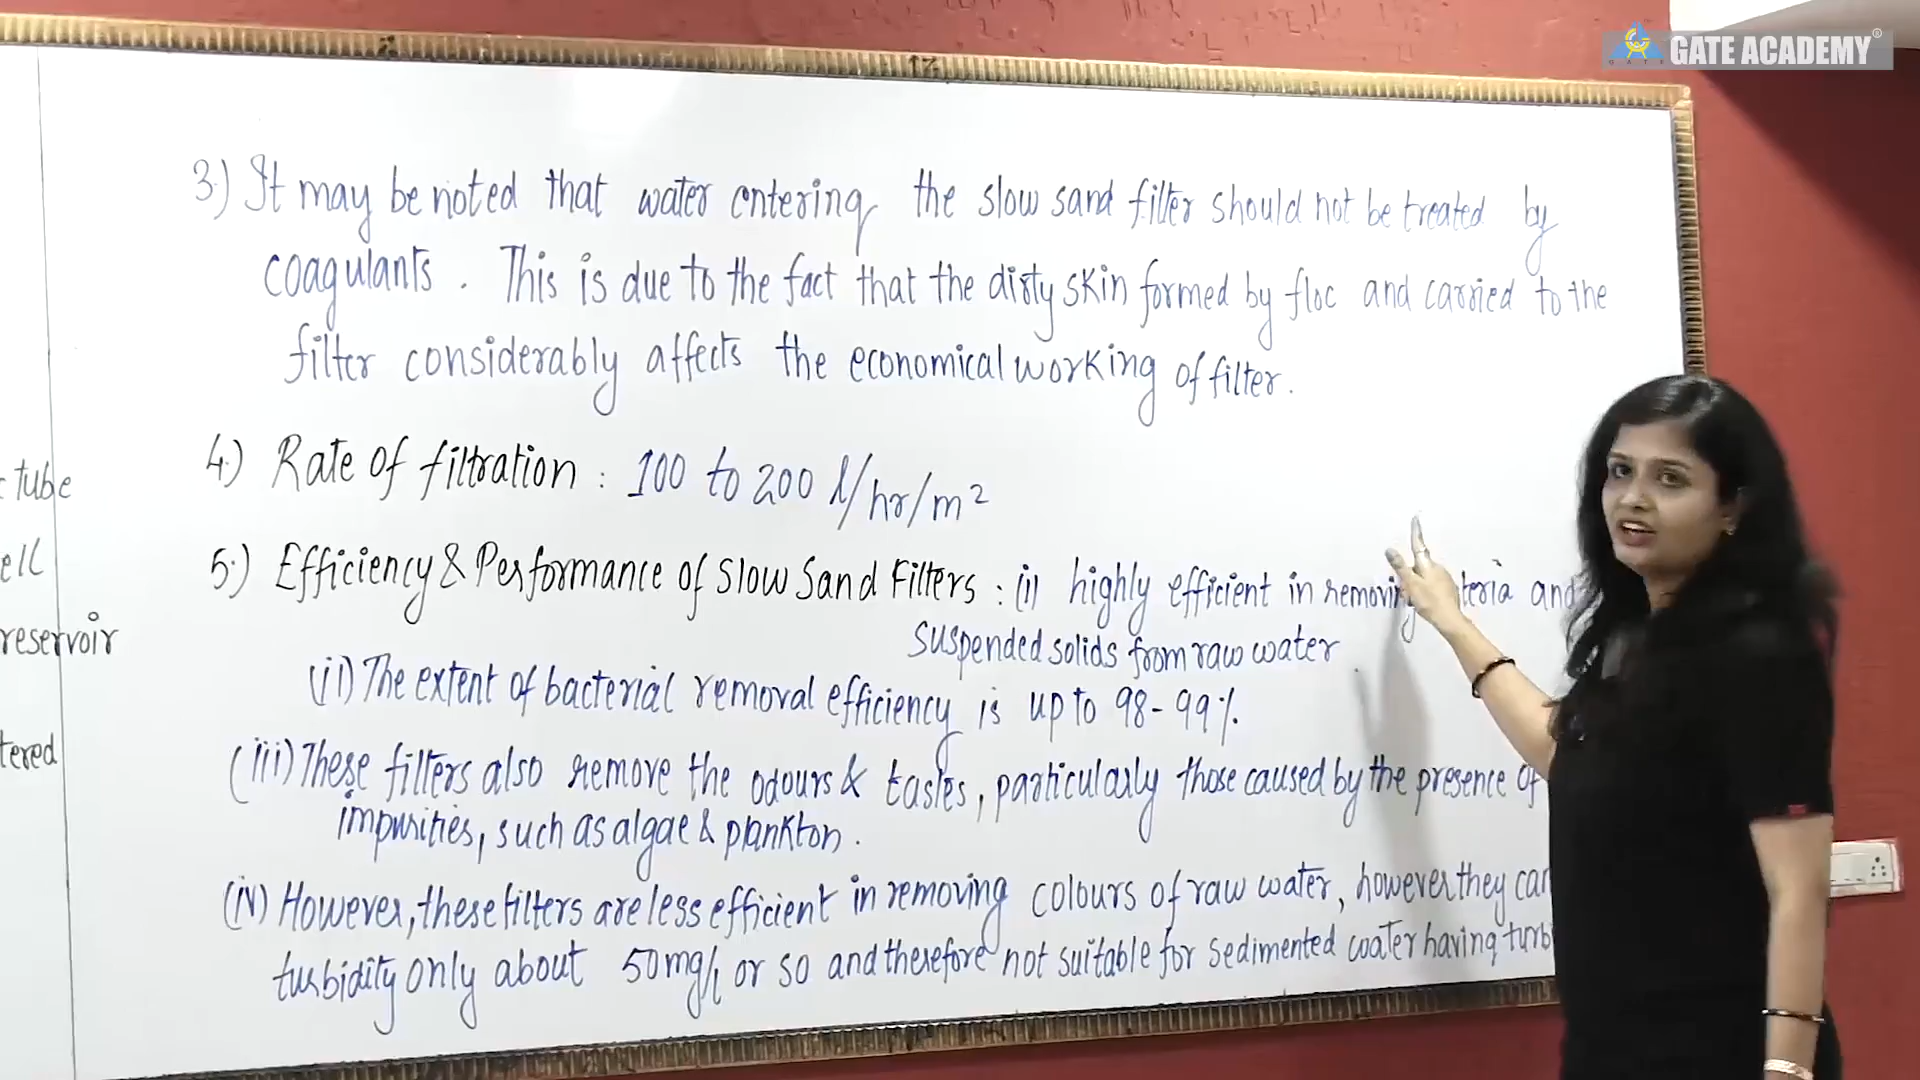 GATE ACADEMY®
GATE
3) It may be noted that water entering the slow sand filter should not be treated by
coagulants. This is due to the fact that the dirty skin formed by floc and carried to the
filter considerably affects the economical working of filter.
4.) Rate of filtration : 100 to 200 l/hr/m²
5.) Efficiency & Performance of Slow Sand Filters : (i) highly efficient in removing and
suspended solids from raw water.
(ii) The extent of bacterial removal efficiency is up to 98-99%.
(iii) These filters also remove the odours & tastes, particularly those caused by the presence of
impurities, such as algae & plankton.
(iv) However, these filters are less efficient in removing colours of raw water, however they can
turbidity only about 50mg/l or so and therefore not suitable for sedimented water having turb
tube
ell
reservoir
tered